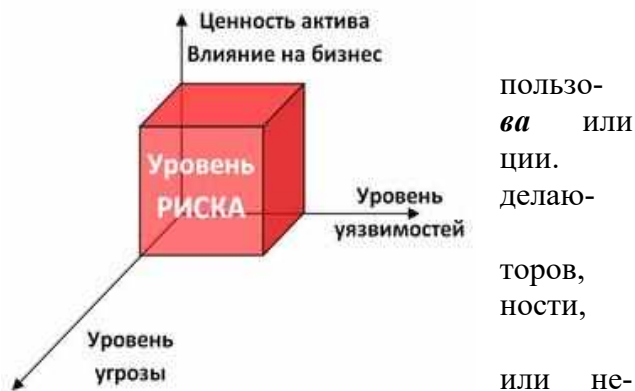 Ценность актива
Влияние на бизнес
Уровень
РИСКА
Уровень
уязвимостей
Уровень
угрозы
пользо-
ва или
ции.
делаю-
торов,
ности,
или не-